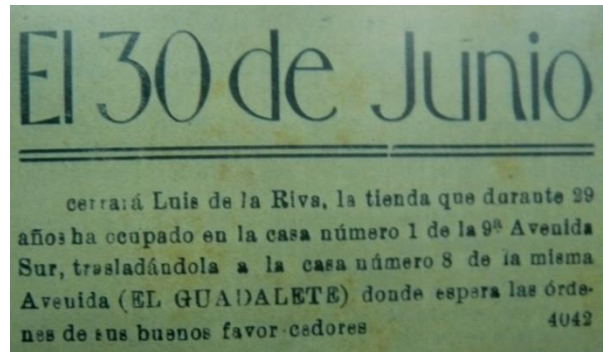 El 30 de Junio
cerrará Luis de la Riva, la tienda que durante 29
años ha ocupado en la casa número 1 de la 9ª Avenida
Sur, trasladándola a la casa número 8 de la misma
Avenida (EL GUADALETE) donde espera las órde-
nes de sus buenos favor cedores 4042